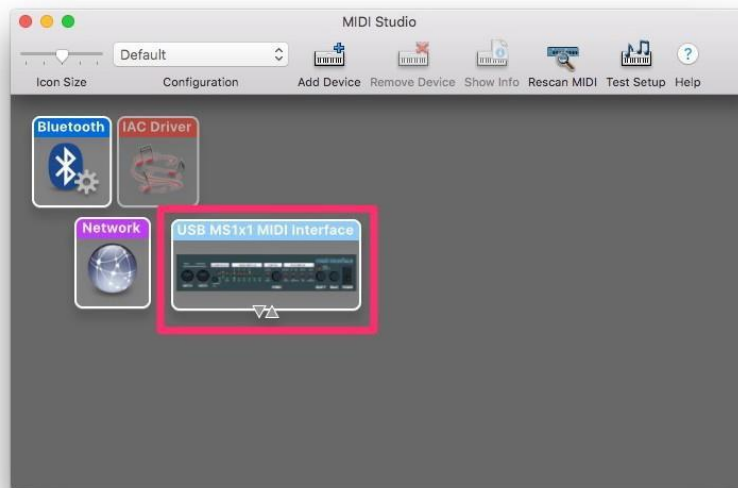 MIDI Studio
Default
Icon Size Configuration Add Device Remove Device Show Info Rescan MIDI Test Setup Help
Bluetooth IAC Driver
Network USB MS1x1 MIDI Interface